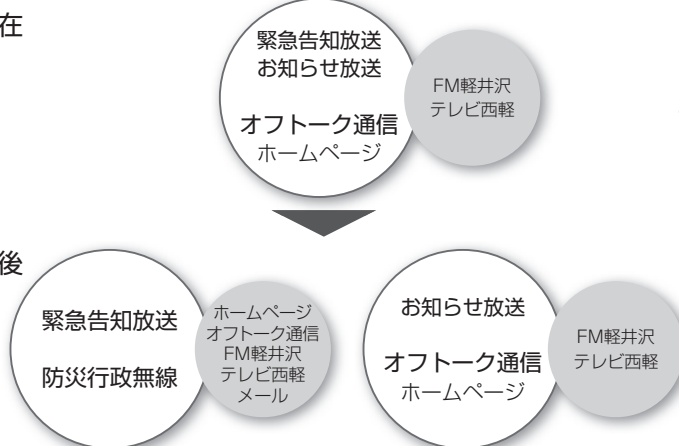 在
緊急告知放送
お知らせ放送
オフトーク通信
ホームページ
FM軽井沢
テレビ西軽
後
緊急告知放送
防災行政無線
ホームページ
オフトーク通信
FM軽井沢
テレビ西軽
メール
お知らせ放送
オフトーク通信
ホームページ
FM軽井沢
テレビ西軽